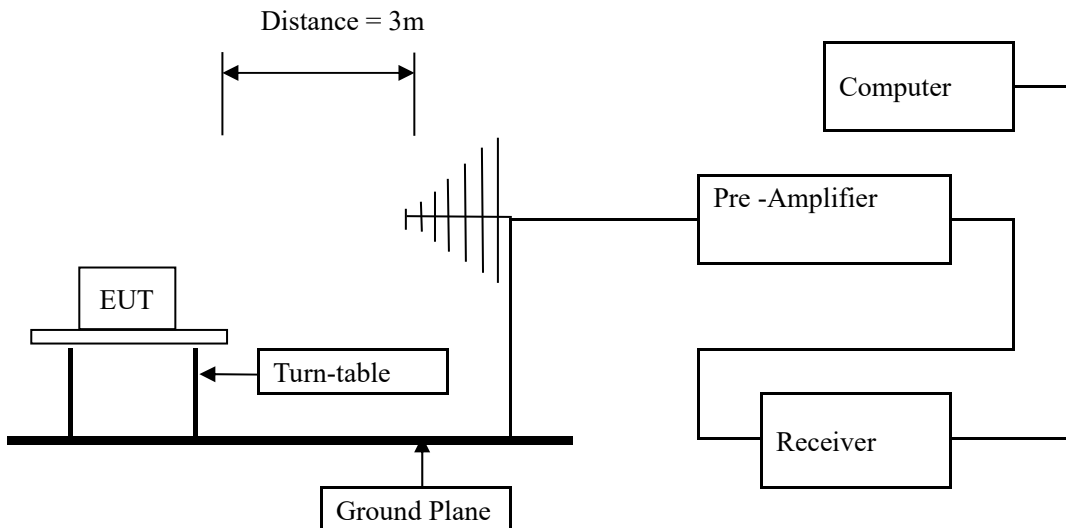 Distance = 3m
Computer
Pre -Amplifier
EUT
Turn-table
Receiver
Ground Plane